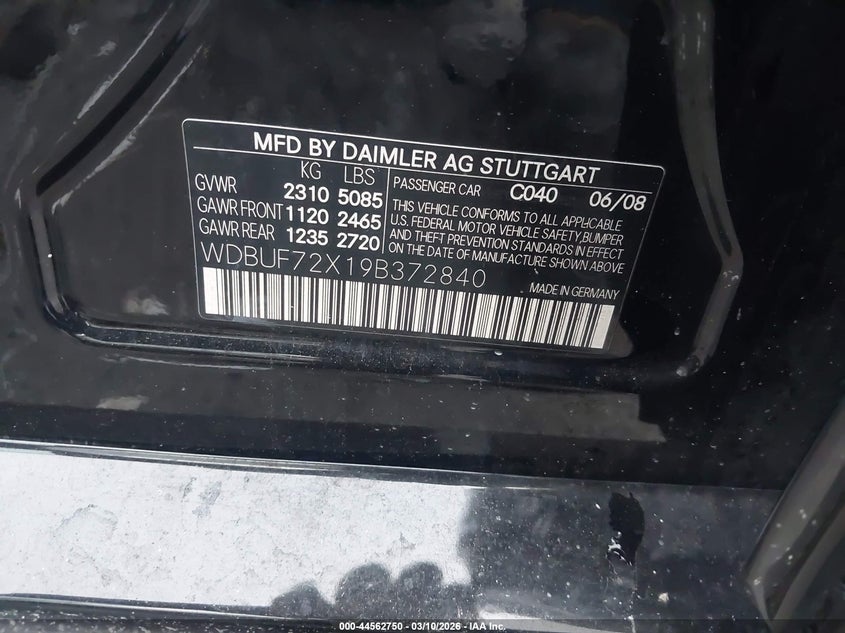 MFD BY DAIMLER AG STUTTGART
KG LBS
GVWR 2310 5085
GAWR FRONT 1120 2465
GAWR REAR 1235 2720
PASSENGER CAR C040 06/08
THIS VEHICLE CONFORMS TO ALL APPLICABLE
U.S. FEDERAL MOTOR VEHICLE SAFETY, BUMPER
AND THEFT PREVENTION STANDARDS IN EFFECT
ON THE DATE OF MANUFACTURE SHOWN ABOVE
WDBUF72X19B372840
MADE IN GERMANY
000-44562750 - 03/10/2026 - IAA Inc.